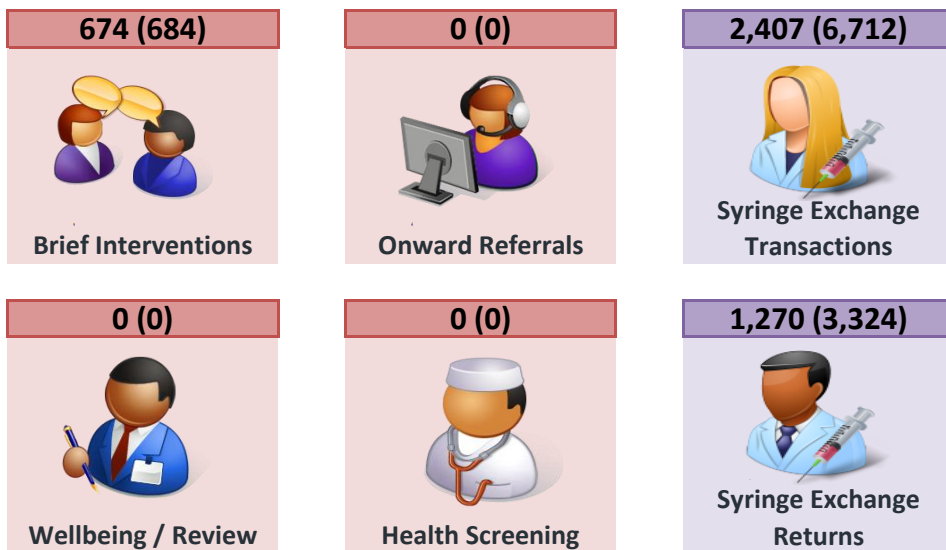 674 (684)
Brief Interventions
0 (0)
Onward Referrals
2,407 (6,712)
Syringe Exchange
Transactions
0 (0)
Wellbeing / Review
0 (0)
Health Screening
1,270 (3,324)
Syringe Exchange
Returns